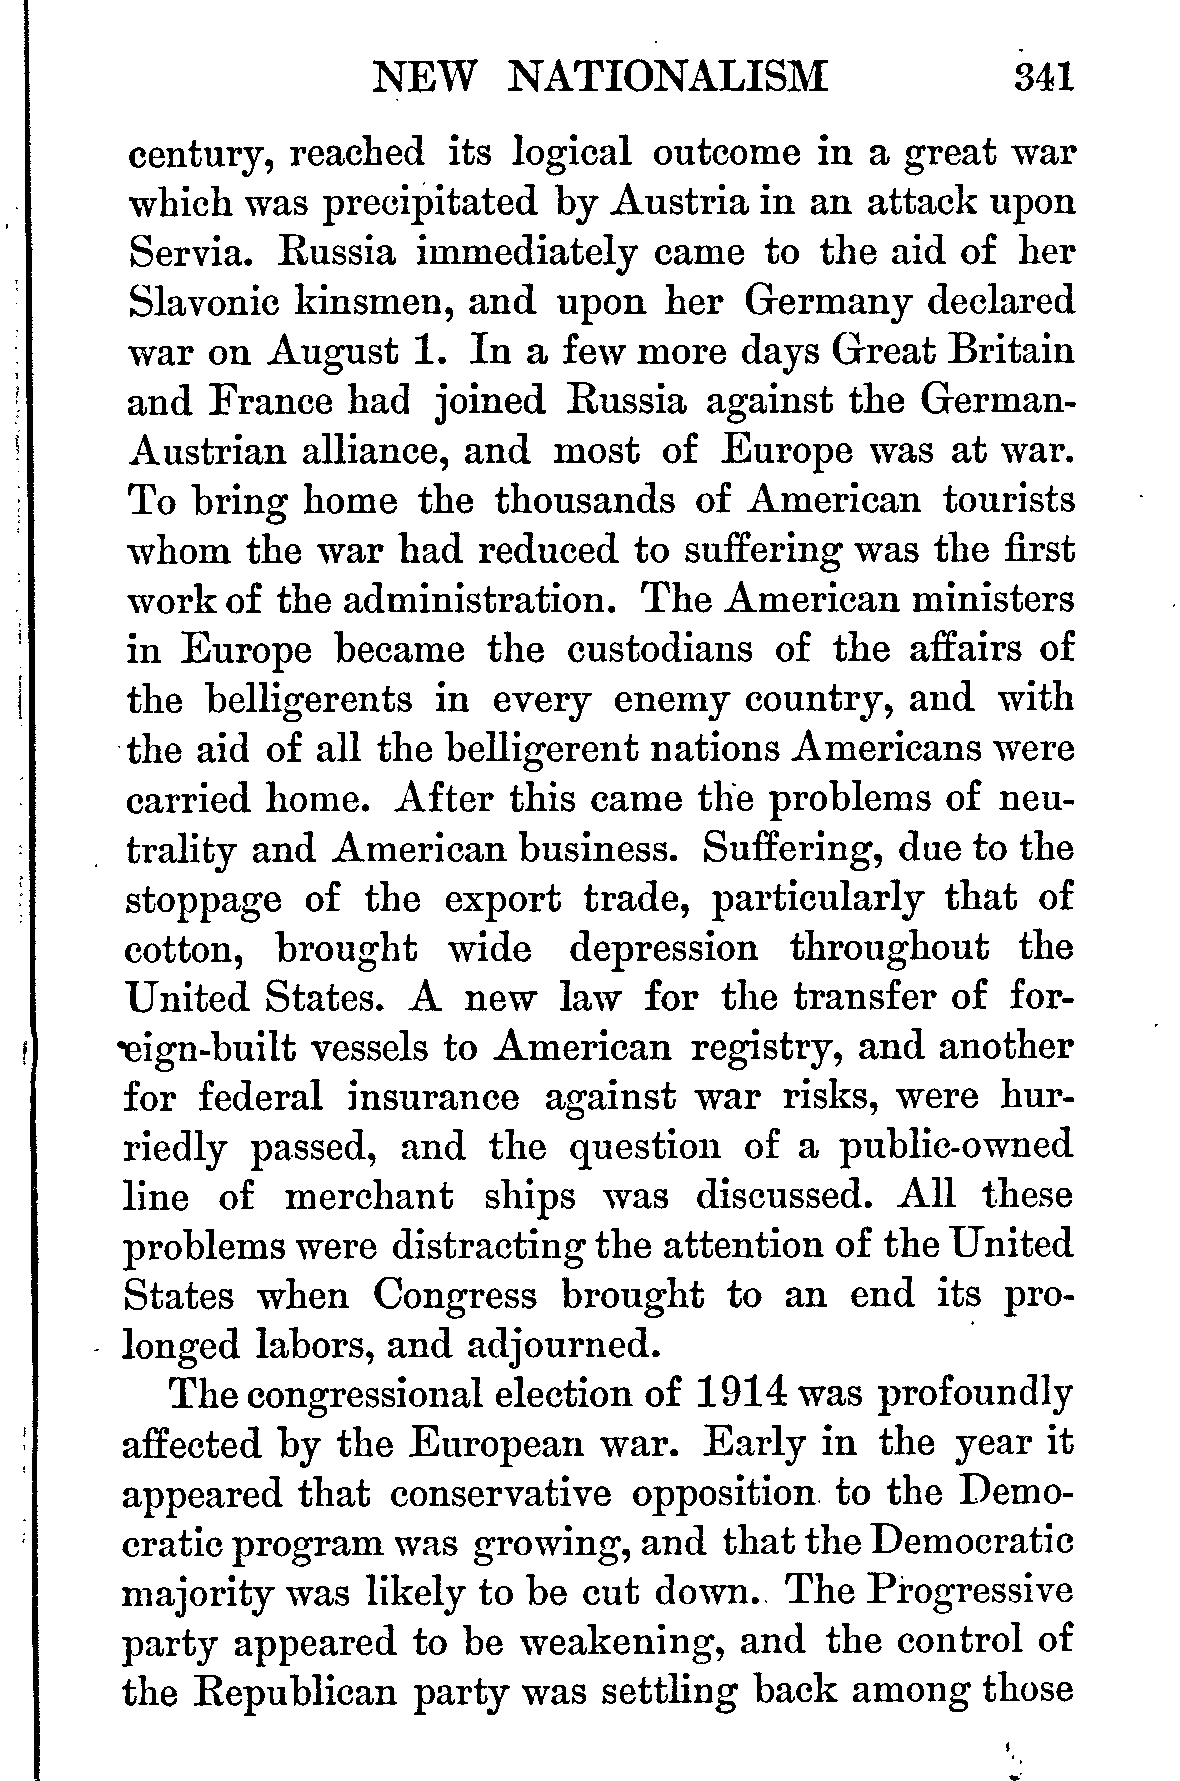 NEW NATIONALISM 341
century, reached its logical outcome in a great war
which was precipitated by Austria in an attack upon
Servia. Russia immediately came to the aid of her
Slavonic kinsmen, and upon her Germany declared
war on August 1. In a few more days Great Britain
and France had joined Russia against the German-
Austrian alliance, and most of Europe was at war.
To bring home the thousands of American tourists
whom the war had reduced to suffering was the first
work of the administration. The American ministers
in Europe became the custodians of the affairs of
the belligerents in every enemy country, and with
the aid of all the belligerent nations Americans were
carried home. After this came the problems of neu-
trality and American business. Suffering, due to the
stoppage of the export trade, particularly that of
cotton, brought wide depression throughout the
United States. A new law for the transfer of for-
eign-built vessels to American registry, and another
for federal insurance against war risks, were hur-
riedly passed, and the question of a public-owned
line of merchant ships was discussed. All these
problems were distracting the attention of the United
States when Congress brought to an end its pro-
longed labors, and adjourned.
The congressional election of 1914 was profoundly
affected by the European war. Early in the year it
appeared that conservative opposition to the Demo-
cratic program was growing, and that the Democratic
majority was likely to be cut down. The Progressive
party appeared to be weakening, and the control of
the Republican party was settling back among those